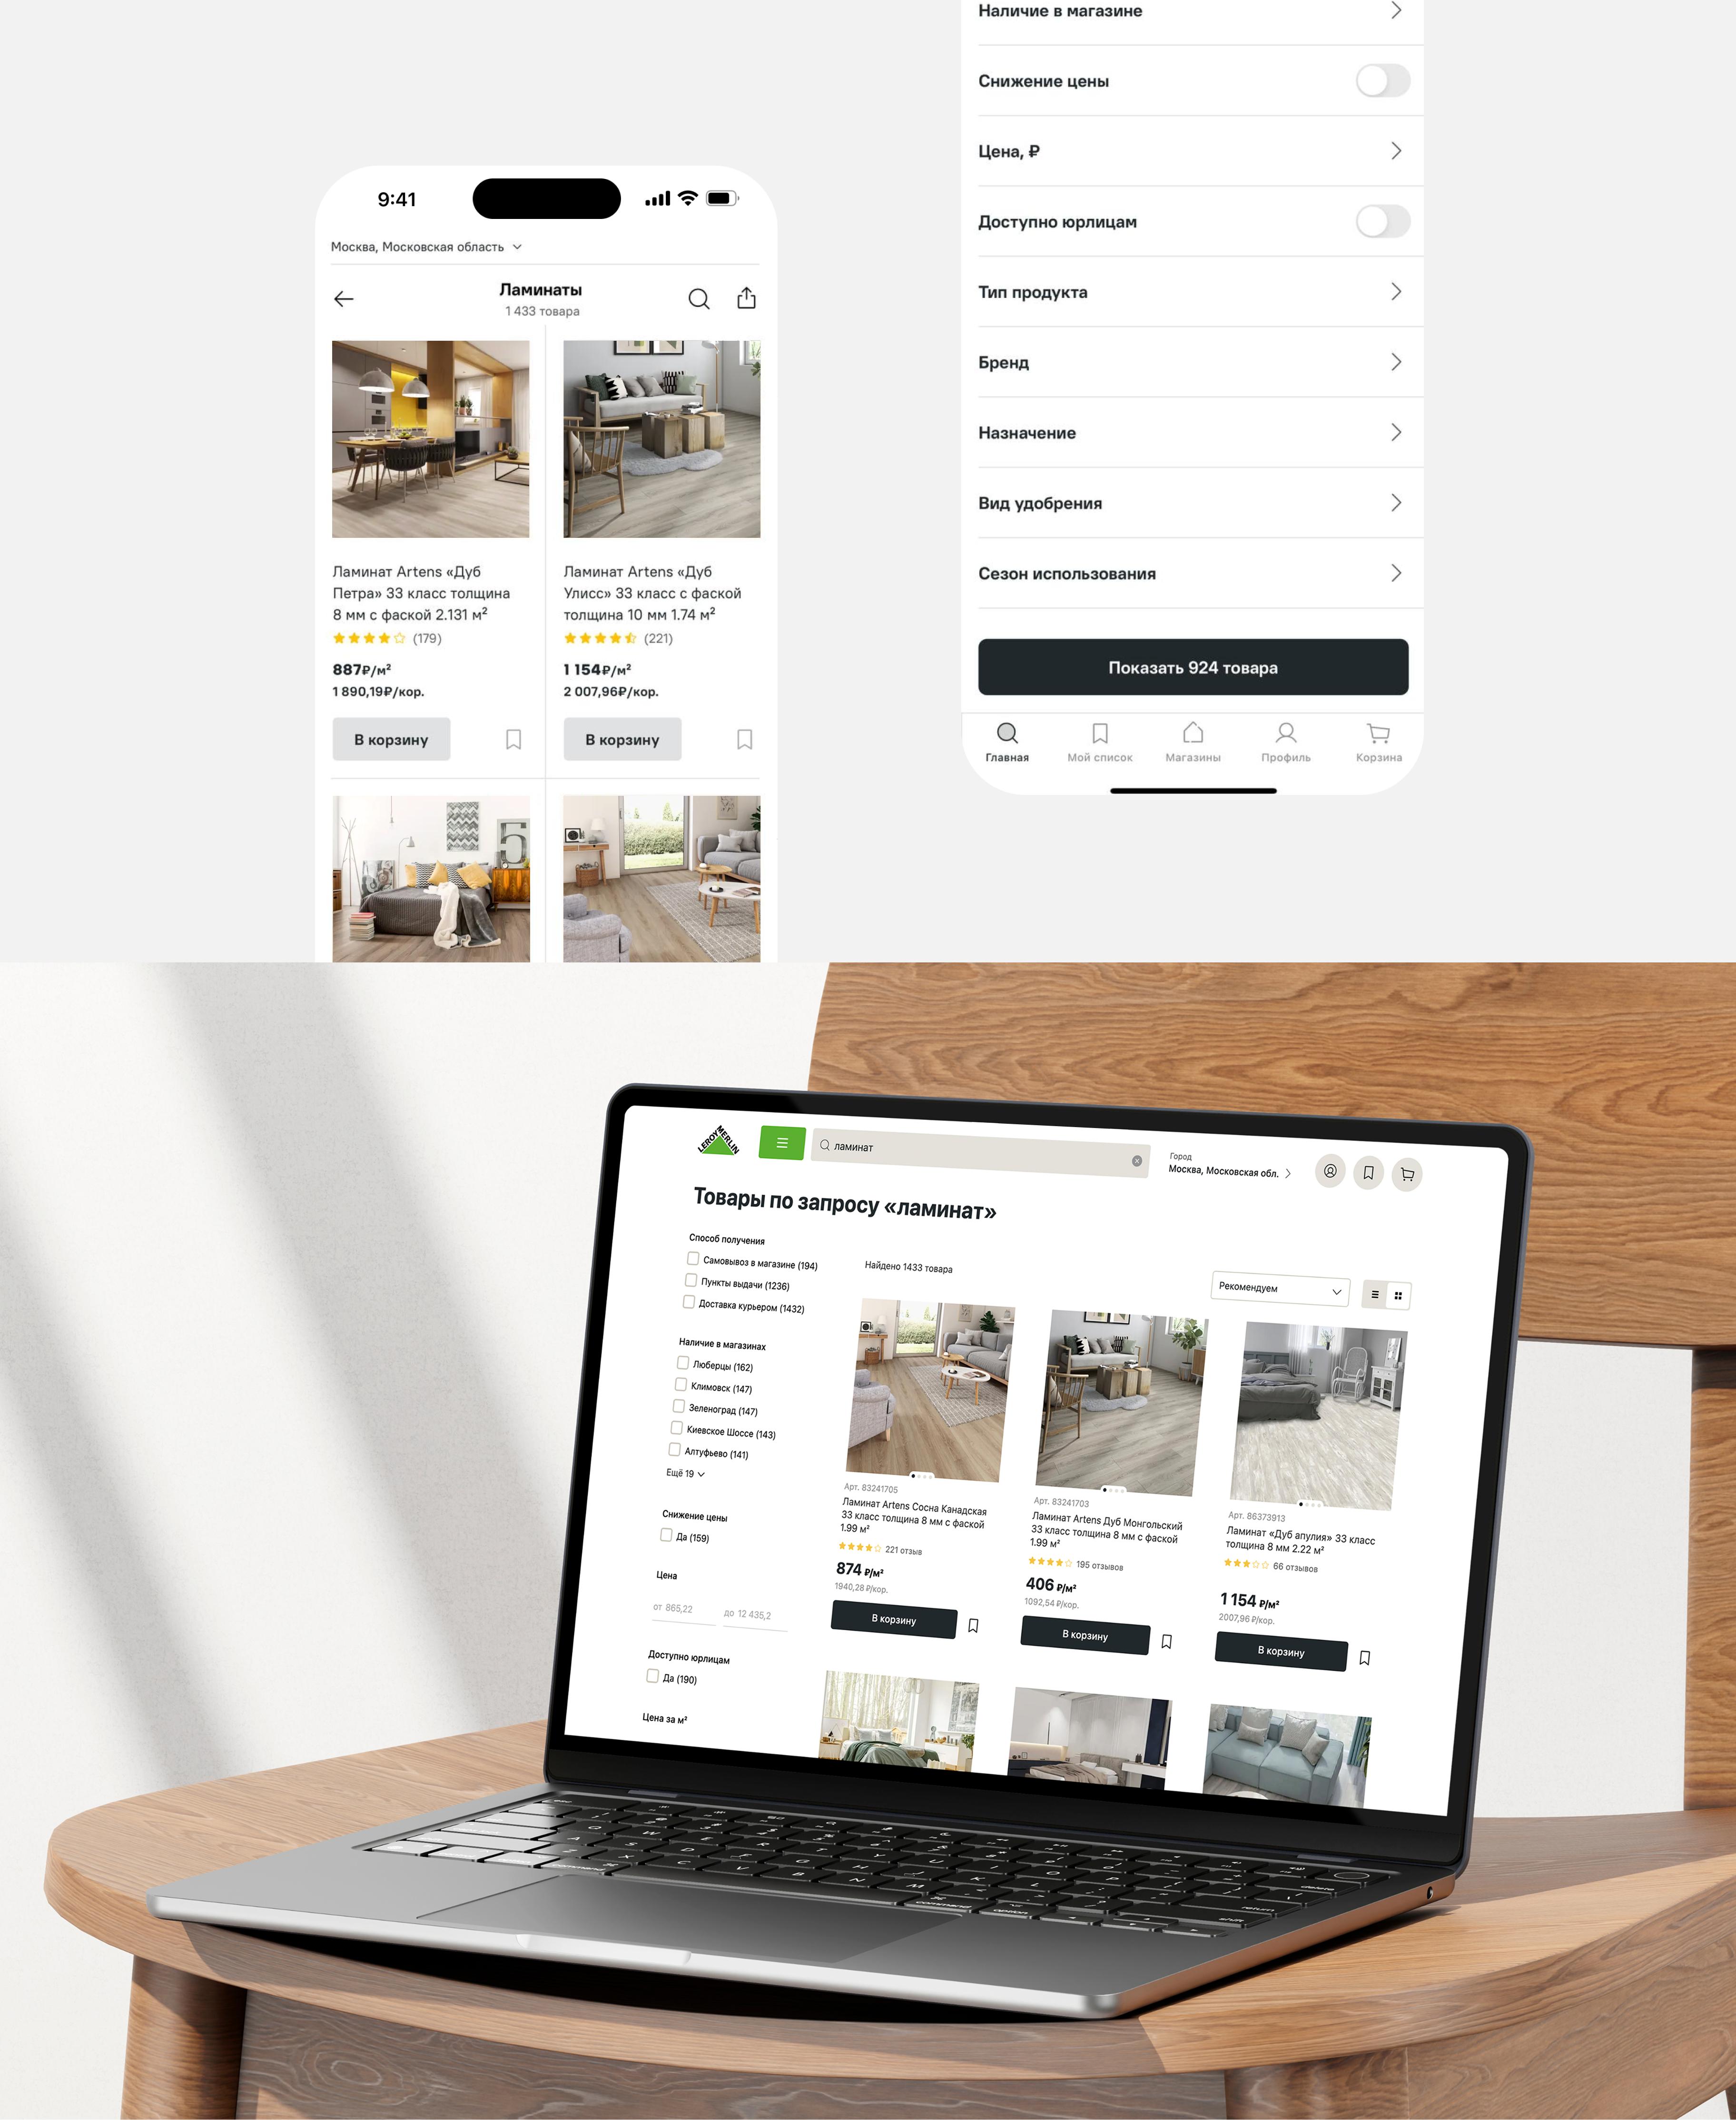 Наличие в магазине
Снижение цены
Цена, ₽
Доступно юрлицам
Тип продукта
Бренд
Назначение
Вид удобрения
Сезон использования
Показать 924 товара
Главная
Мой список
Магазины
Профиль
Корзина
9:41
Москва, Московская область
Ламинаты
1 433 товара
Ламинат Artens «Дуб
Петра» 33 класс толщина
8 мм с фаской 2.131 м²
(179)
887₽/м²
1 890,19₽/кор.
В корзину
Ламинат Artens «Дуб
Улисс» 33 класс с фаской
толщина 10 мм 1.74 м²
(221)
1 154₽/м²
2 007,96₽/кор.
В корзину
5
LEROY MERLIN
ламинат
Город
Москва, Московская обл.
Товары по запросу «ламинат»
Способ получения
Самовывоз в магазине (194)
Пункты выдачи (1236)
Доставка курьером (1432)
Наличие в магазинах
Люберцы (162)
Климовск (147)
Зеленоград (147)
Киевское Шоссе (143)
Алтуфьево (141)
Ещё 19
Снижение цены
Да (159)
Цена
от 865,22
до 12 435,2
Доступно юрлицам
Да (190)
Цена за м²
Найдено 1433 товара
Рекомендуем
Арт. 83241705
Ламинат Artens Сосна Канадская
33 класс толщина 8 мм с фаской
1.99 м²
221 отзыв
874 ₽/м²
1940,28 ₽/кор.
В корзину
Арт. 83241703
Ламинат Artens Дуб Монгольский
33 класс толщина 8 мм с фаской
1.99 м²
195 отзывов
406 ₽/м²
1092,54 ₽/кор.
В корзину
Арт. 86373913
Ламинат «Дуб апулия» 33 класс
толщина 8 мм 2.22 м²
66 отзывов
1 154 ₽/м²
2007,96 ₽/кор.
В корзину